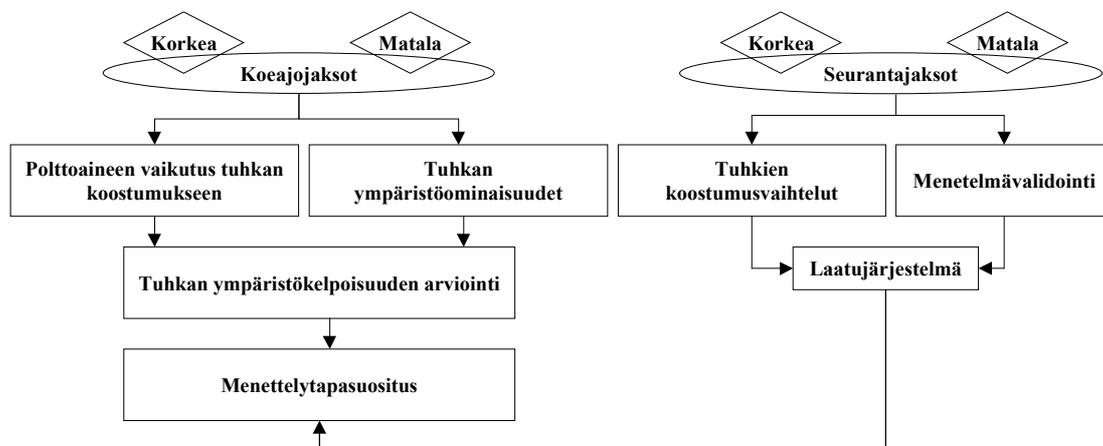 Korkea
Matala
Koeajojaksot
Polttoaineen vaikutus tuhkan
koostumukseen
Tuhkan
ympäristöominaisuudet
Tuhkan ympäristökelpoisuuden arviointi
Menettelytapasuositus
Korkea
Matala
Seurantajaksot
Tuhkien
koostumusvaihtelut
Menetelmävalidointi
Laatujärjestelmä